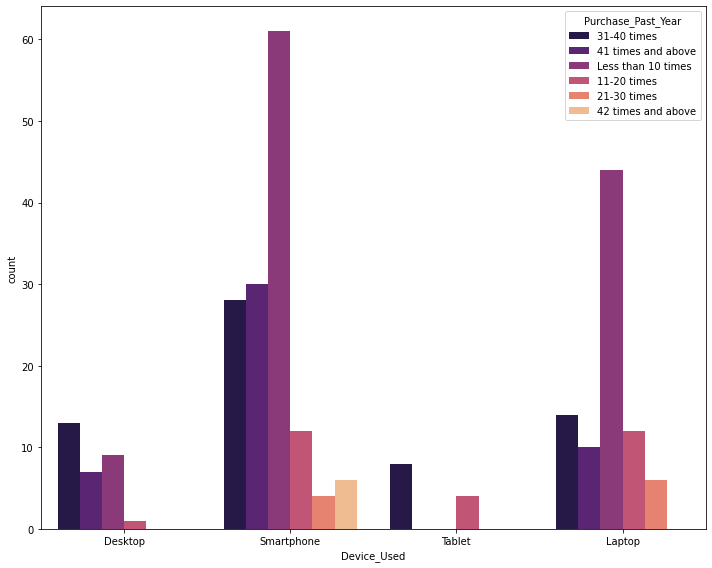 Purchase_Past_Year
31-40 times
41 times and above
Less than 10 times
11-20 times
21-30 times
42 times and above
60
50
40
30
20
10
0
count
Desktop
Smartphone
Tablet
Laptop
Device_Used